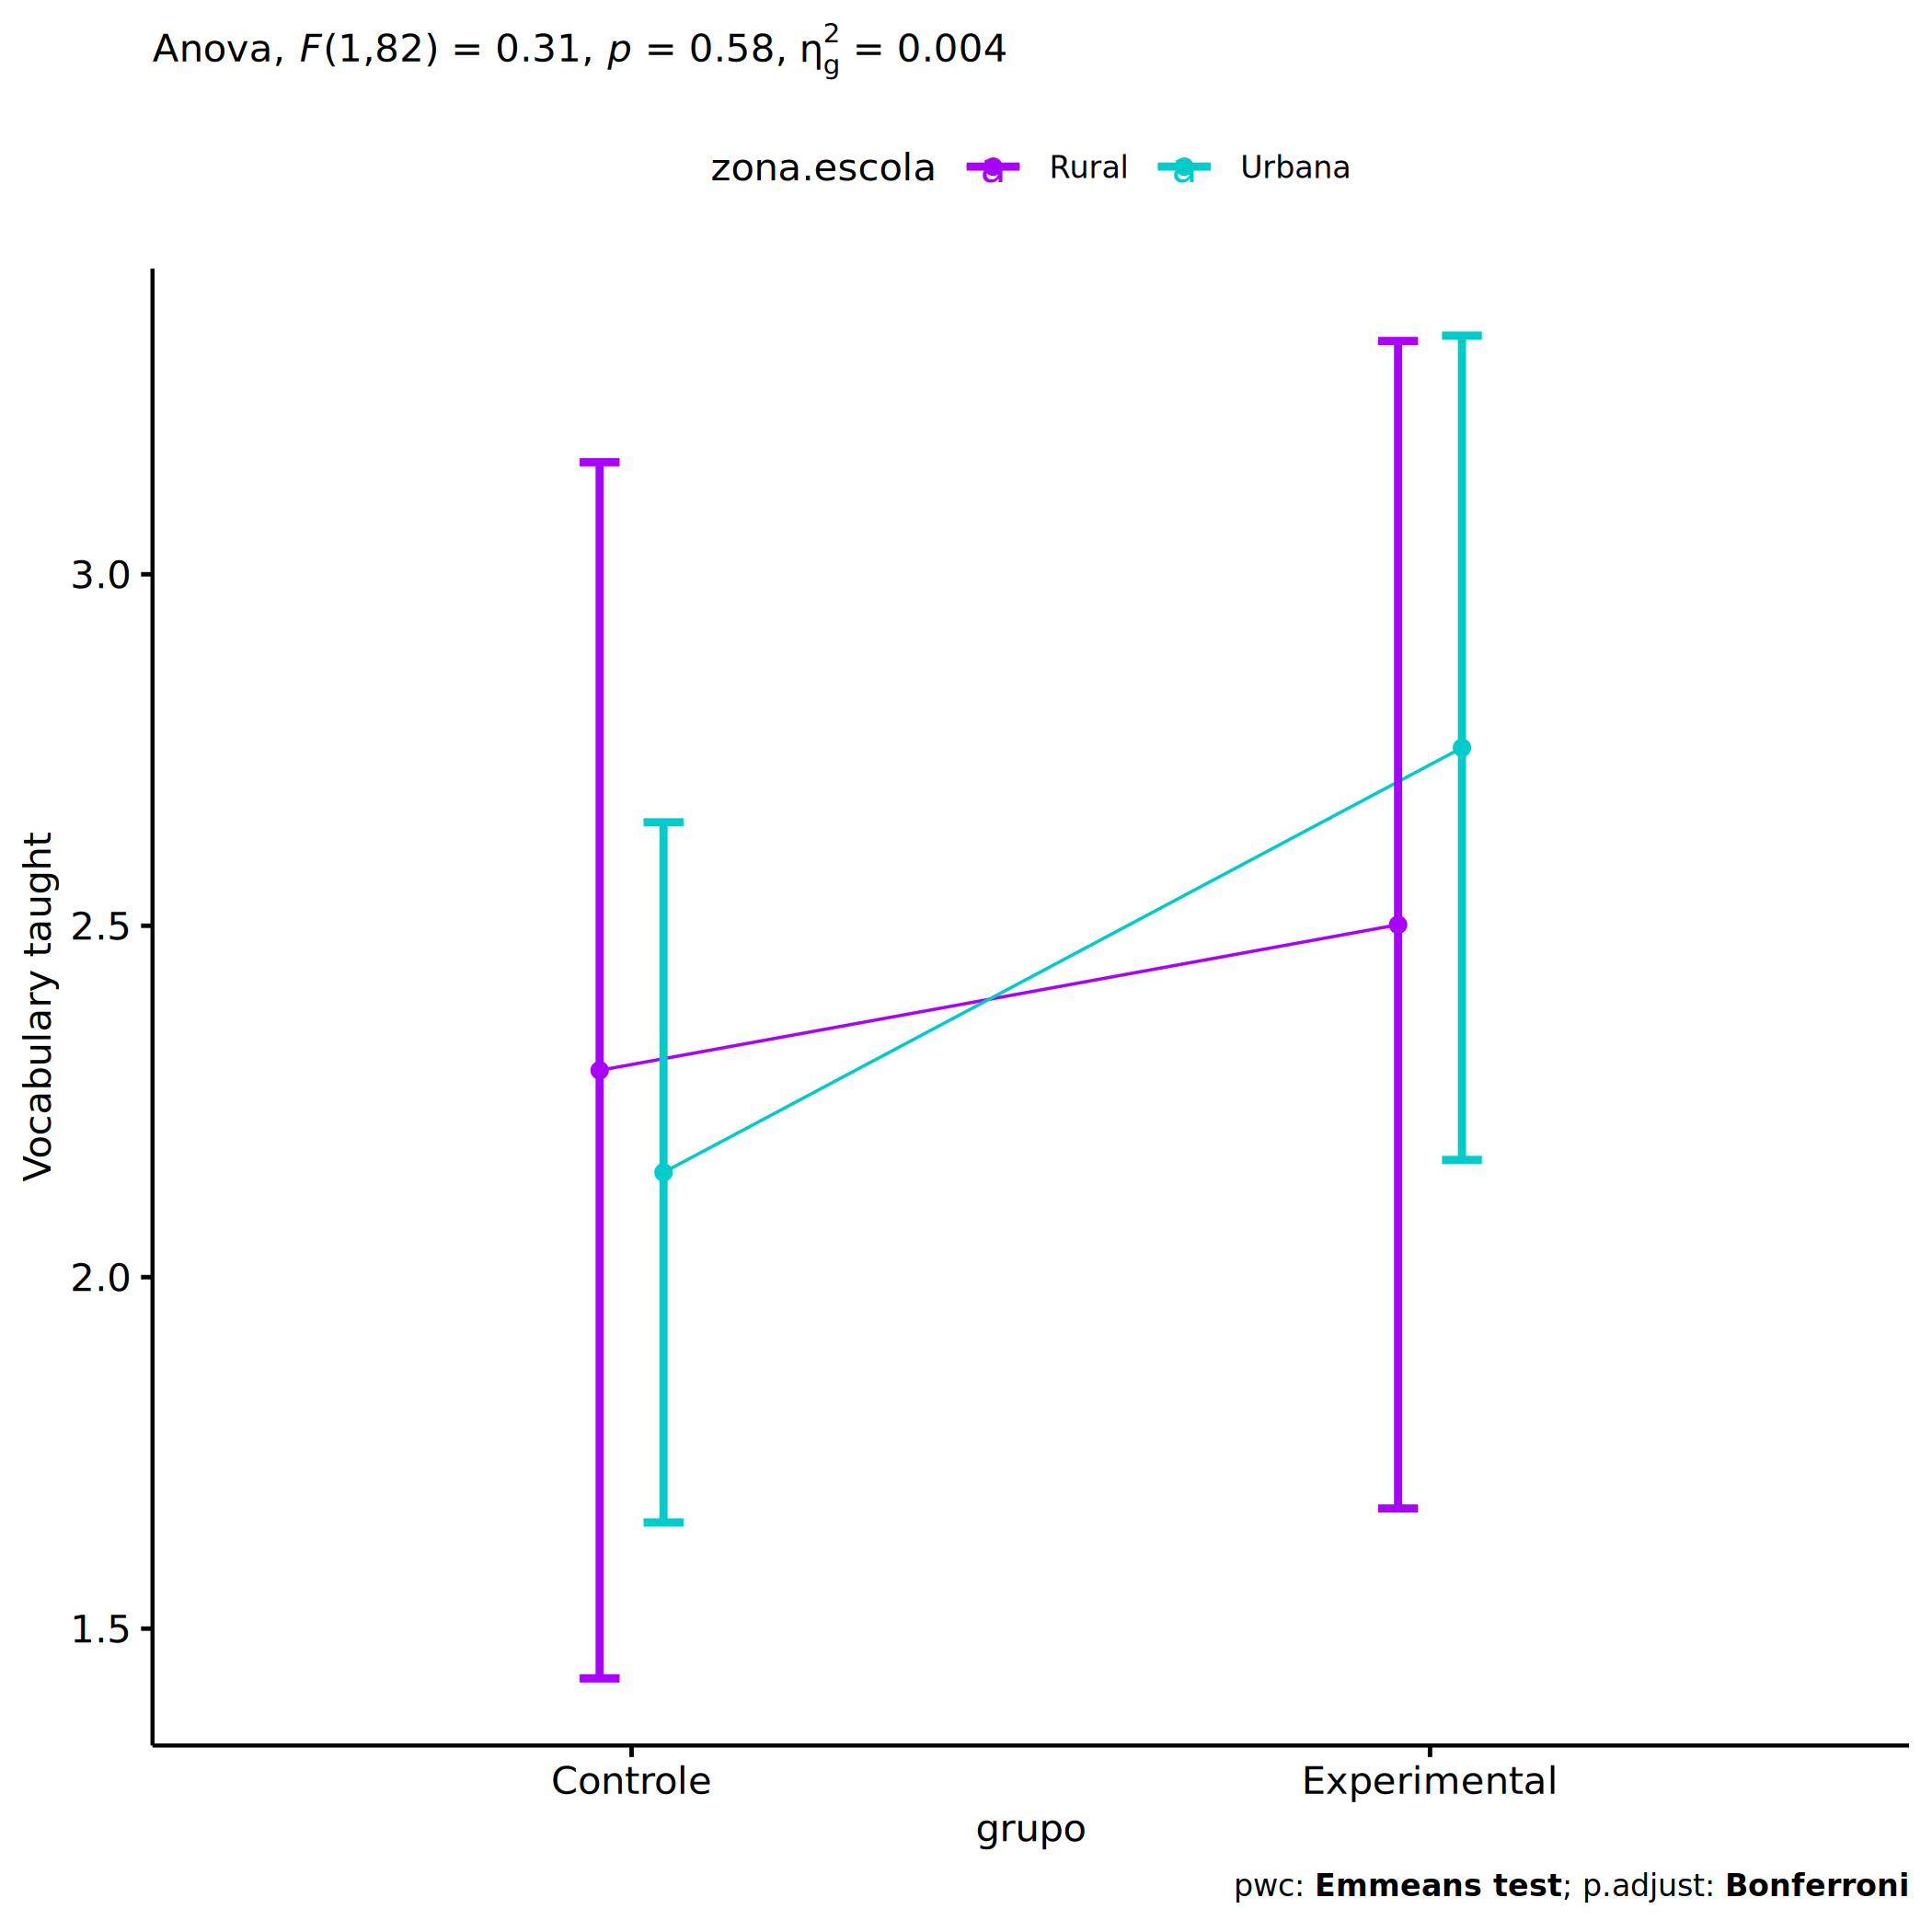 Anova, F(1,82) = 0.31, p = 0.58, η²g = 0.004
zona.escola Rural Urbana
3.0
2.5
2.0
1.5
Vocabulary taught
Controle Experimental
grupo
pwc: Emmeans test; p.adjust: Bonferroni